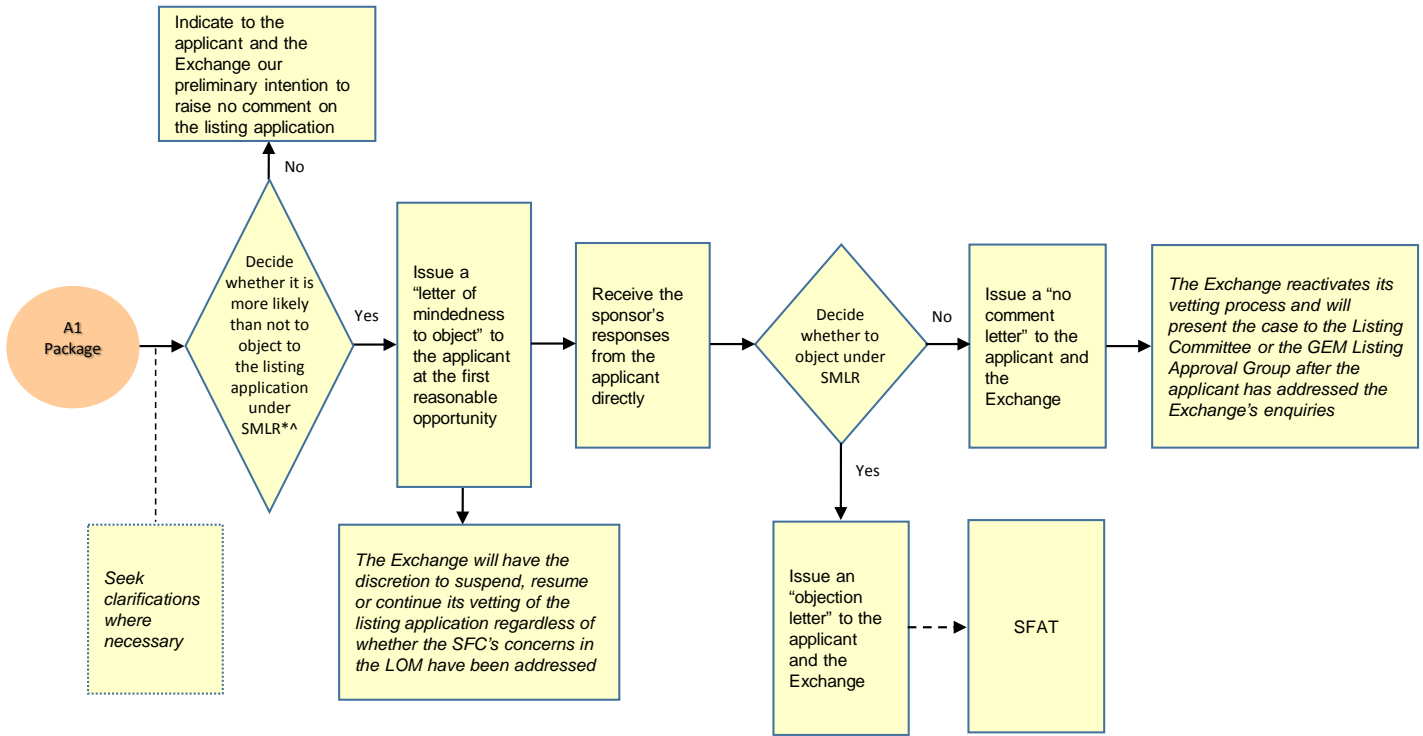 Indicate to the
applicant and the
Exchange our
preliminary intention to
raise no comment on
the listing application
No
A1
Package
Decide
whether it is
more likely
than not to
object to
the listing
application
under
SMLR*^
Yes
Issue a
“letter of
mindedness
to object” to
the applicant
at the first
reasonable
opportunity
Receive the
sponsor’s
responses
from the
applicant
directly
Decide
whether to
object under
SMLR
No
Issue a “no
comment
letter” to the
applicant and
the
Exchange
The Exchange reactivates its
vetting process and will
present the case to the Listing
Committee or the GEM Listing
Approval Group after the
applicant has addressed the
Exchange’s enquiries
Yes
Seek
clarifications
where
necessary
The Exchange will have the
discretion to suspend, resume
or continue its vetting of the
listing application regardless of
whether the SFC’s concerns in
the LOM have been addressed
Issue an
“objection
letter” to the
applicant
and the
Exchange
SFAT